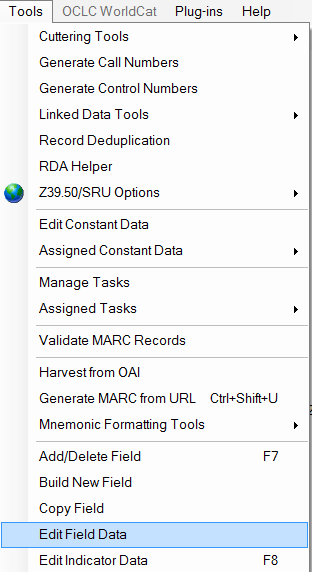 Tools OCLC WorldCat Plug-ins Help
Cuttering Tools
Generate Call Numbers
Generate Control Numbers
Linked Data Tools
Record Deduplication
RDA Helper
Z39.50/SRU Options
Edit Constant Data
Assigned Constant Data
Manage Tasks
Assigned Tasks
Validate MARC Records
Harvest from OAI
Generate MARC from URL Ctrl+Shift+U
Mnemonic Formatting Tools
Add/Delete Field F7
Build New Field
Copy Field
Edit Field Data
Edit Indicator Data F8